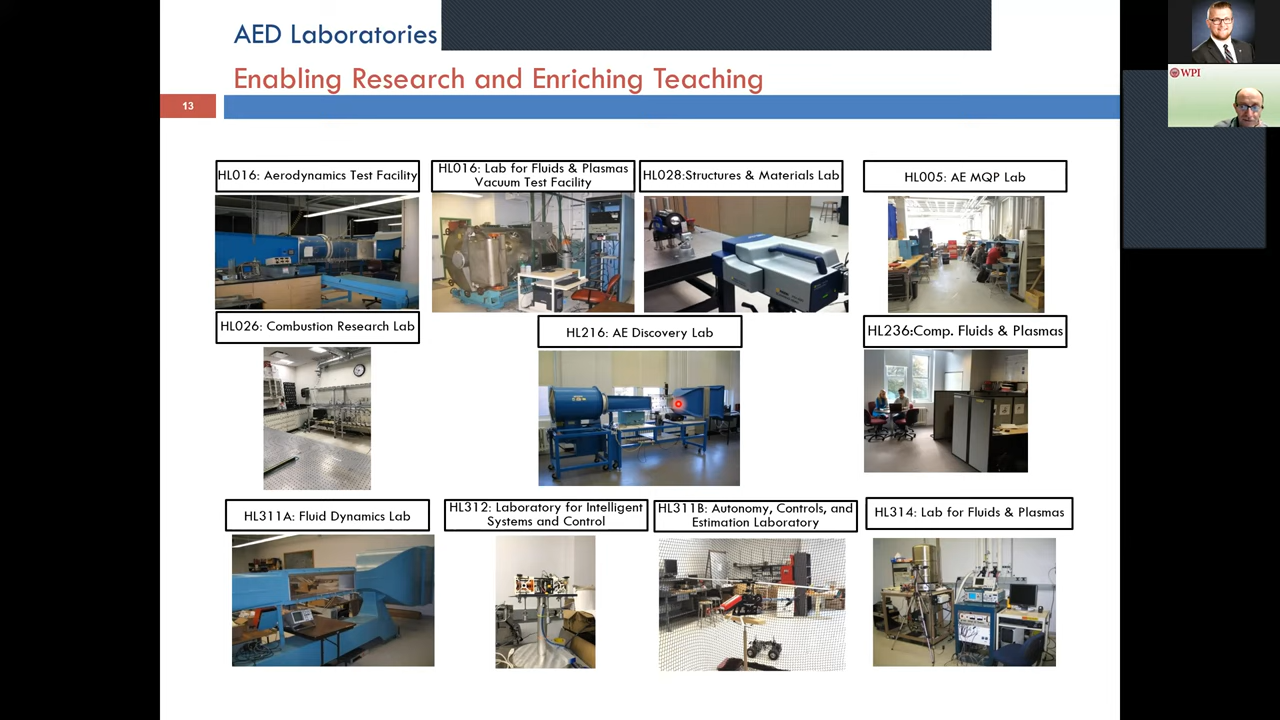 AED Laboratories
Enabling Research and Enriching Teaching
13
WPI
HL016: Aerodynamics Test Facility
HL016: Lab for Fluids & Plasmas
Vacuum Test Facility
HL028:Structures & Materials Lab
HL005: AE MQP Lab
HL026: Combustion Research Lab
HL216: AE Discovery Lab
HL236:Comp. Fluids & Plasmas
HL311A: Fluid Dynamics Lab
HL312: Laboratory for Intelligent
Systems and Control
HL311B: Autonomy, Controls, and
Estimation Laboratory
HL314: Lab for Fluids & Plasmas